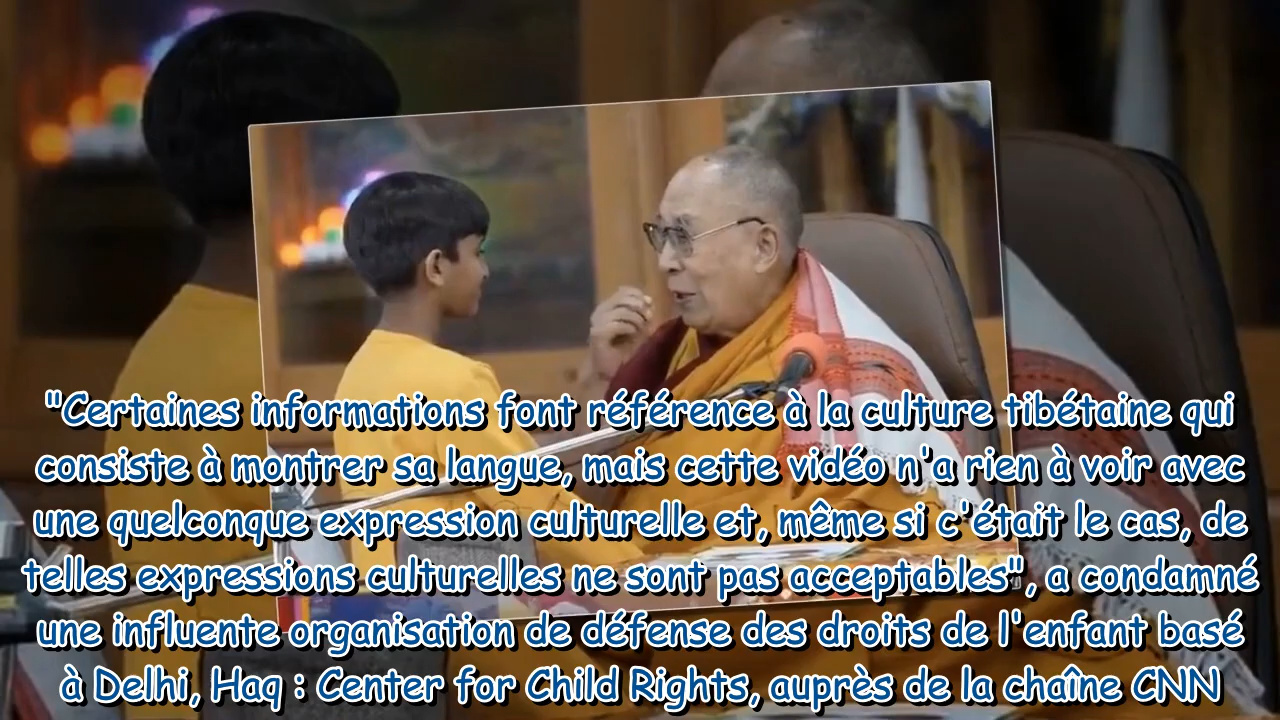 "Certaines informations font référence à la culture tibétaine qui
consiste à montrer sa langue, mais cette vidéo n'a rien à voir avec
une quelconque expression culturelle et, même si c'était le cas, de
telles expressions culturelles ne sont pas acceptables", a condamné
une influente organisation de défense des droits de l'enfant basé
à Delhi, Haq : Center for Child Rights, auprès de la chaîne CNN